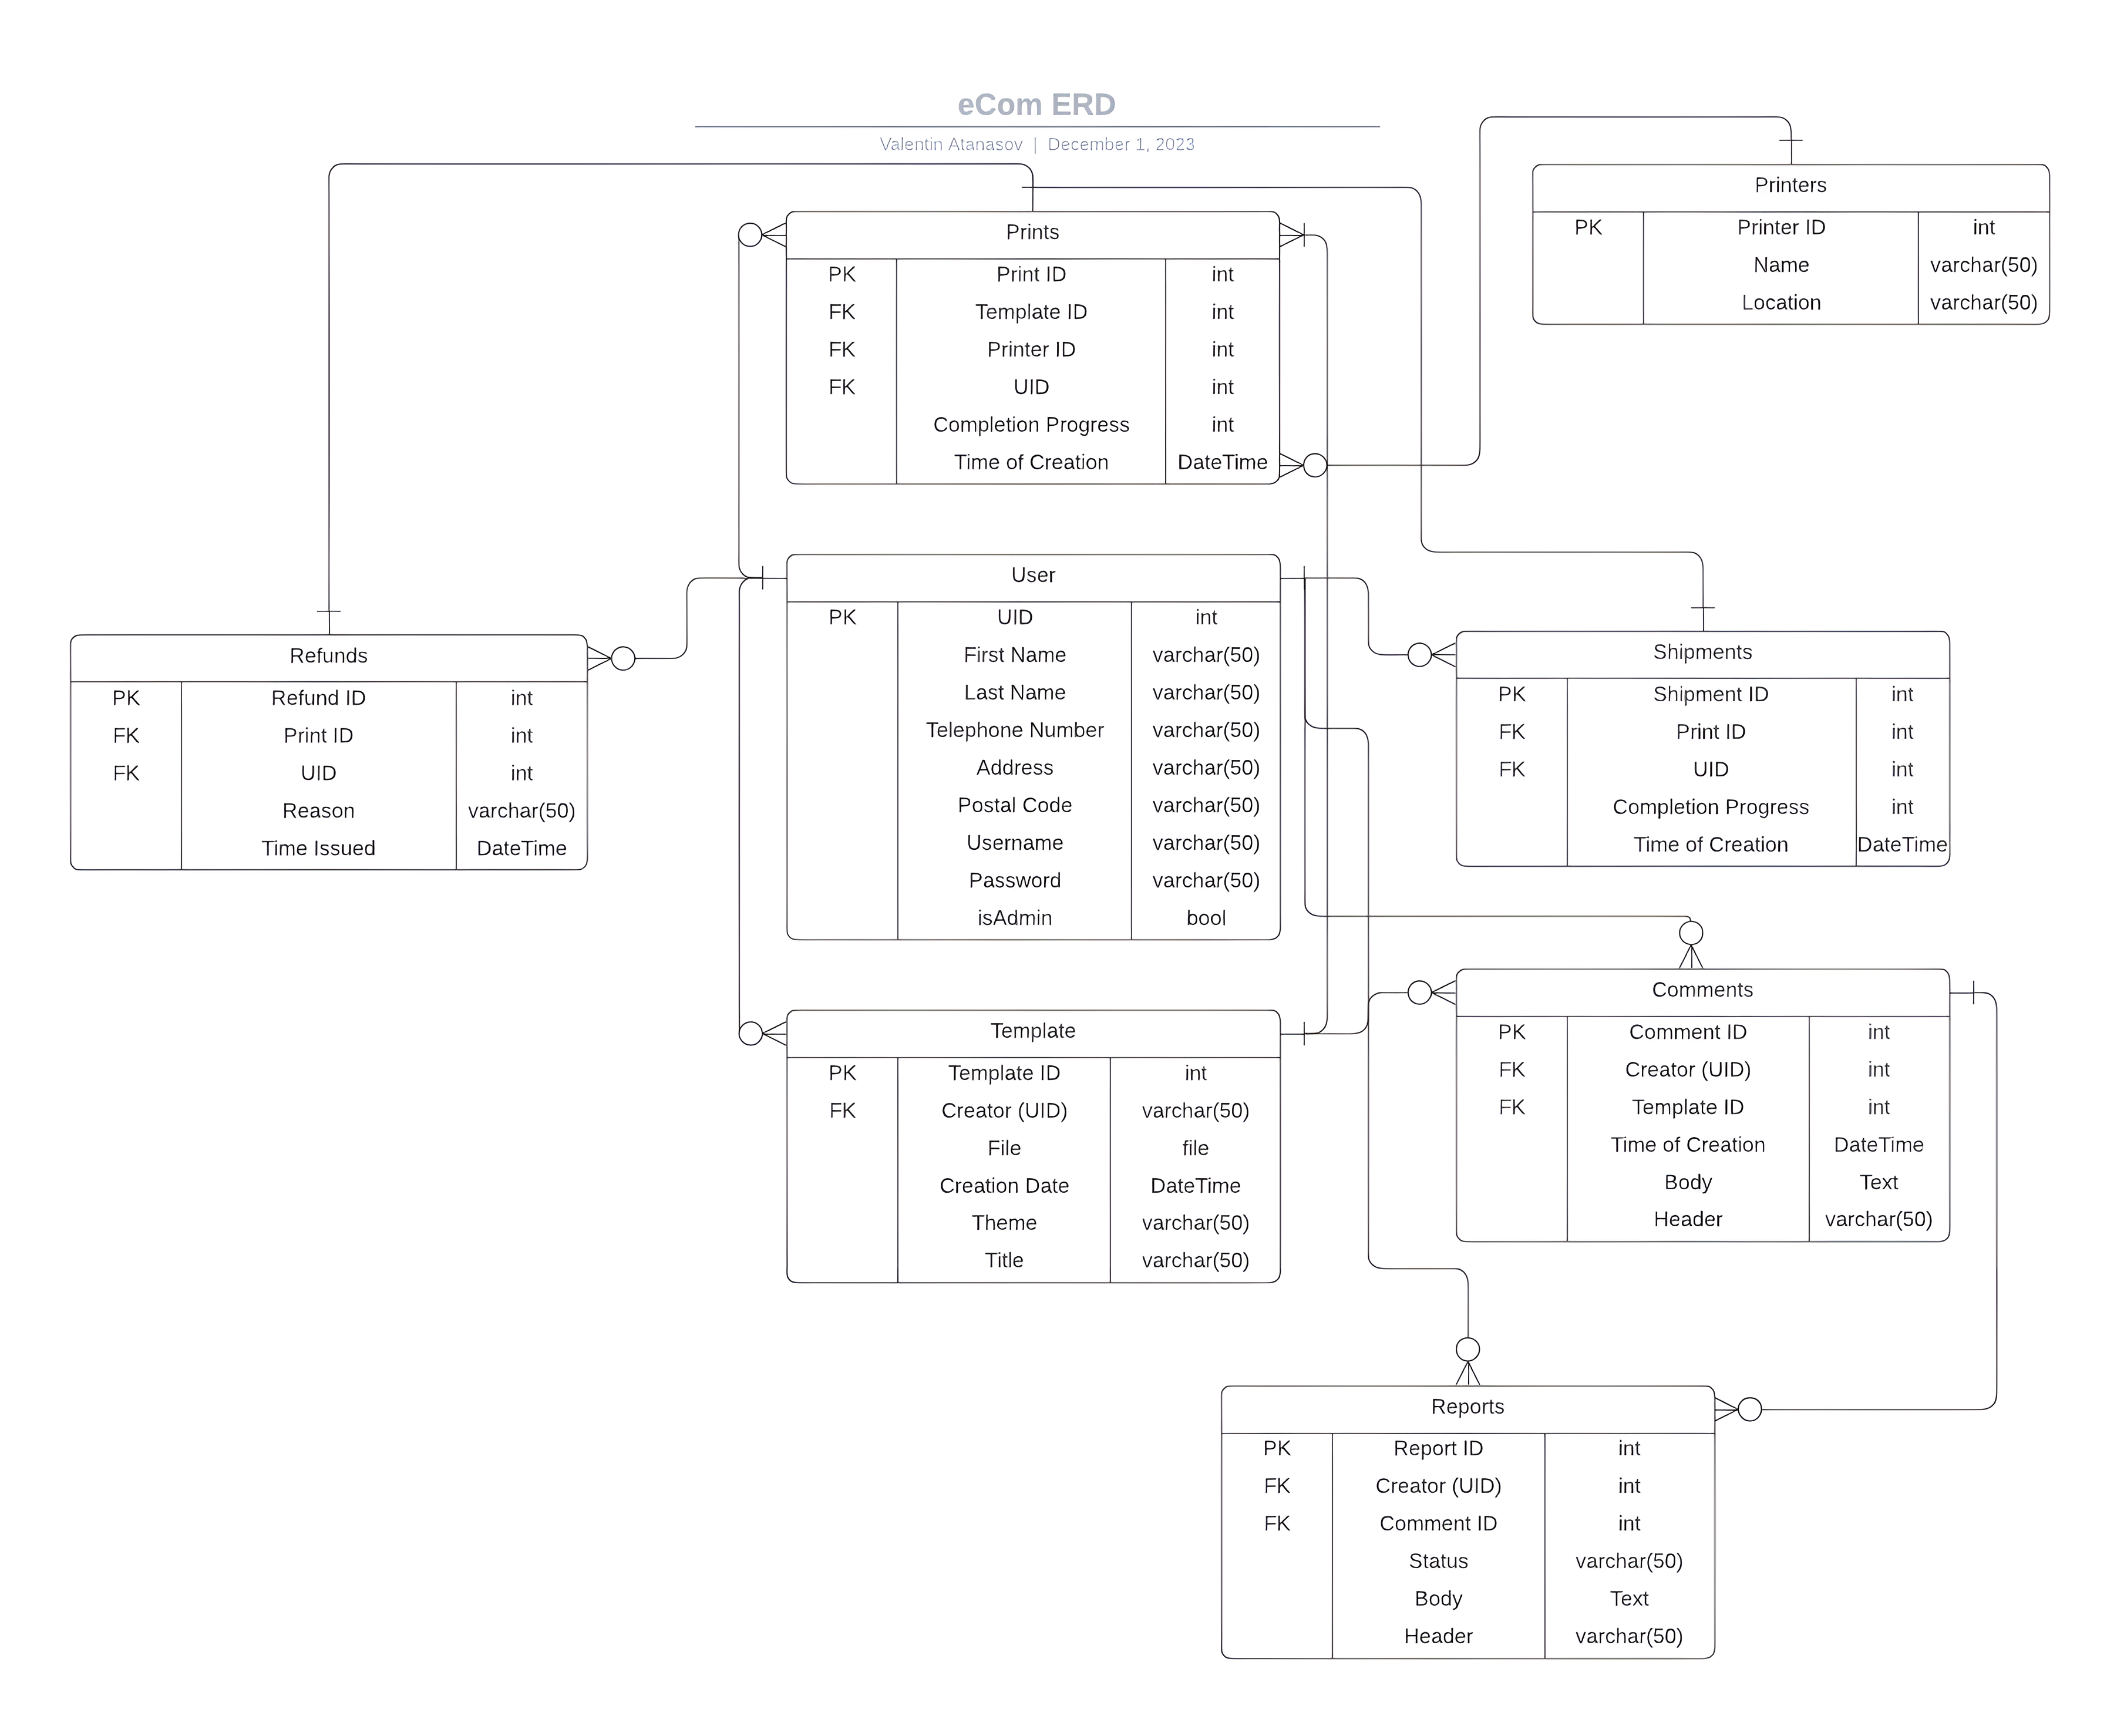 eCom ERD
Valentin Atanasov | December 1, 2023
Printers
PK Printer ID int
Name varchar(50)
Location varchar(50)
Prints
PK Print ID int
FK Template ID int
FK Printer ID int
FK UID int
Completion Progress int
Time of Creation DateTime
User
PK UID int
First Name varchar(50)
Last Name varchar(50)
Telephone Number varchar(50)
Address varchar(50)
Postal Code varchar(50)
Username varchar(50)
Password varchar(50)
isAdmin bool
Refunds
PK Refund ID int
FK Print ID int
FK UID int
Reason varchar(50)
Time Issued DateTime
Shipments
PK Shipment ID int
FK Print ID int
FK UID int
Completion Progress int
Time of Creation DateTime
Template
PK Template ID int
FK Creator (UID) varchar(50)
File file
Creation Date DateTime
Theme varchar(50)
Title varchar(50)
Comments
PK Comment ID int
FK Creator (UID) int
FK Template ID int
Time of Creation DateTime
Body Text
Header varchar(50)
Reports
PK Report ID int
FK Creator (UID) int
FK Comment ID int
Status varchar(50)
Body Text
Header varchar(50)